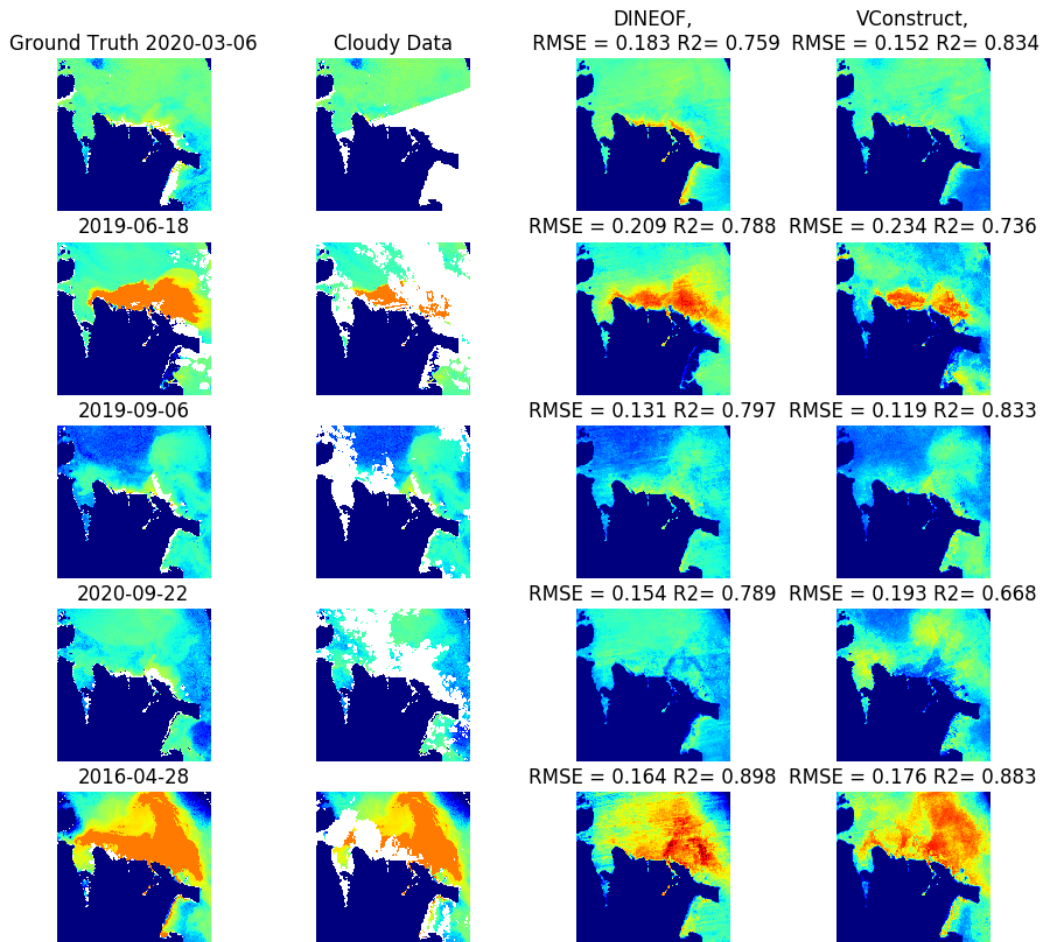 Ground Truth 2020-03-06
Cloudy Data
DINEOF,
RMSE = 0.183 R2= 0.759
VConstruct,
RMSE = 0.152 R2= 0.834
2019-06-18
RMSE = 0.209 R2= 0.788
RMSE = 0.234 R2= 0.736
2019-09-06
RMSE = 0.131 R2= 0.797
RMSE = 0.119 R2= 0.833
2020-09-22
RMSE = 0.154 R2= 0.789
RMSE = 0.193 R2= 0.668
2016-04-28
RMSE = 0.164 R2= 0.898
RMSE = 0.176 R2= 0.883